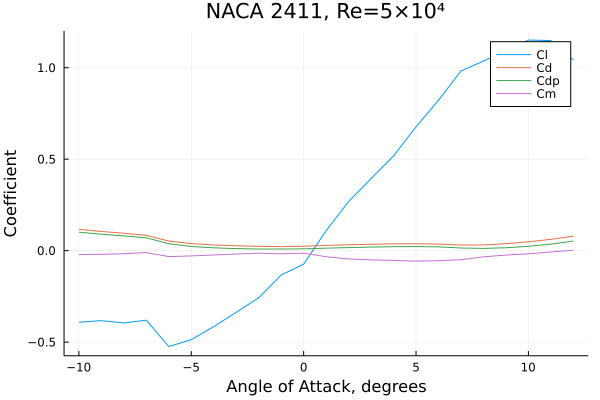 NACA 2411, Re=5×10⁴
Coefficient
1.0
0.5
0.0
−0.5
−10
−5
0
5
10
Angle of Attack, degrees
Cl
Cd
Cdp
Cm